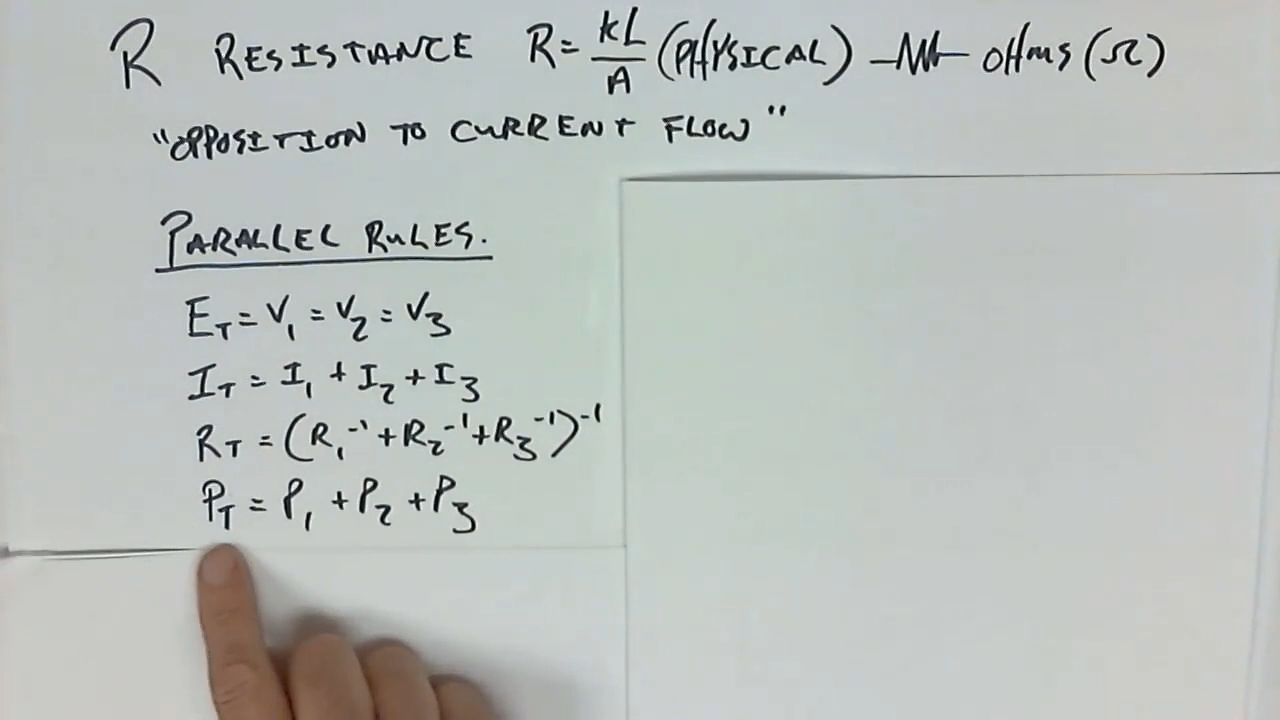 R RESISTANCE R = kL/A (PHYSICAL) OHMS (Ω)
"OPPOSITION TO CURRENT FLOW"
PARALLEL RULES.
E_T = V_1 = V_2 = V_3
I_T = I_1 + I_2 + I_3
R_T = (R_1^-1 + R_2^-1 + R_3^-1)^-1
P_T = P_1 + P_2 + P_3